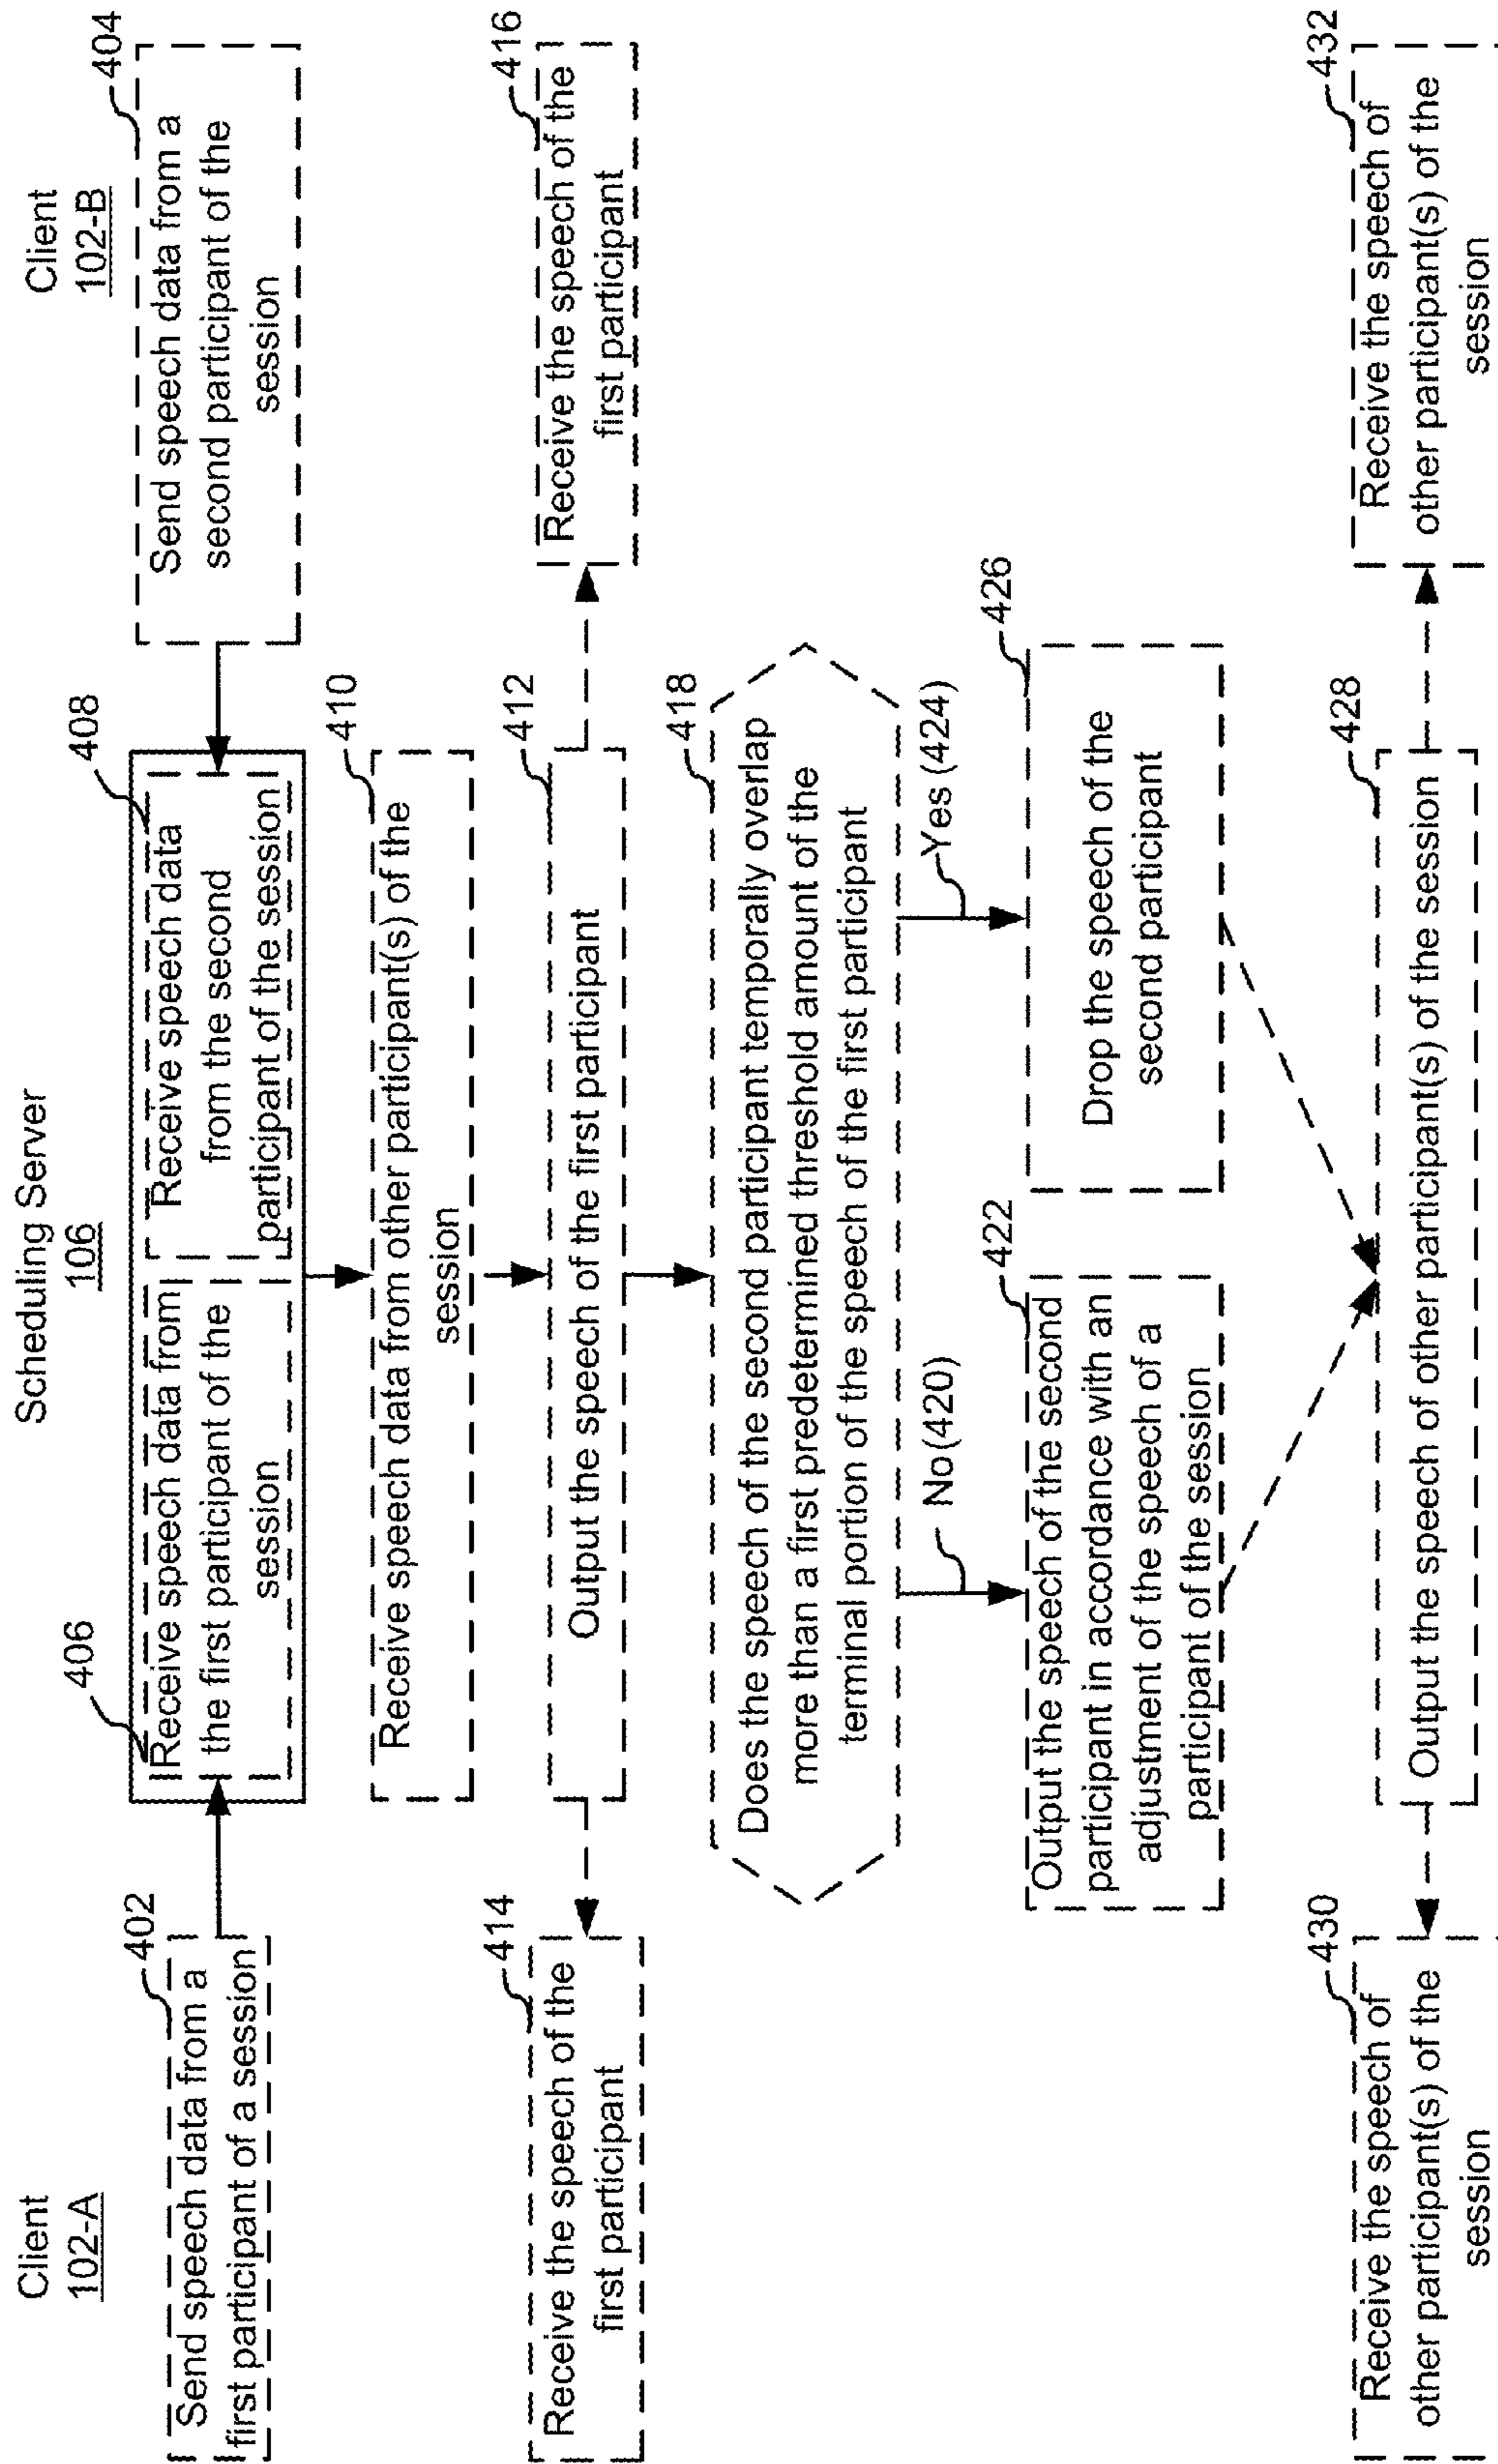 Client
102-A
Scheduling Server
106
Client
102-B
402
Send speech data from a
first participant of a session
406
Receive speech data from
the first participant of the
session
408
Receive speech data
from the second
participant of the session
404
Send speech data from a
second participant of the
session
410
Receive speech data from other participant(s) of the
session
412
Output the speech of the first participant
414
Receive the speech of the
first participant
416
Receive the speech of the
first participant
418
Does the speech of the second participant temporally overlap
more than a first predetermined threshold amount of the
terminal portion of the speech of the first participant
No(420)
Yes (424)
422
Output the speech of the second
participant in accordance with an
adjustment of the speech of a
participant of the session
426
Drop the speech of the
second participant
428
Output the speech of other participant(s) of the session
430
Receive the speech of
other participant(s) of the
session
432
Receive the speech of
other participant(s) of the
session